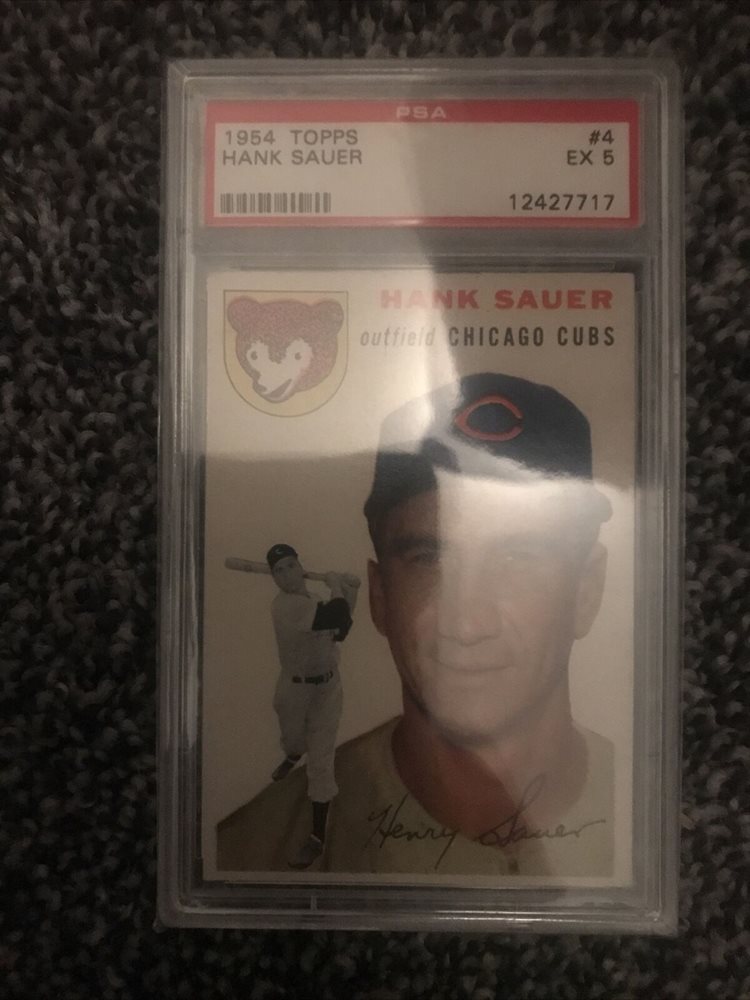 PSA
1954 TOPPS #4
HANK SAUER EX 5
12427717
HANK SAUER
outfield CHICAGO CUBS
C
C
Henry Sauer